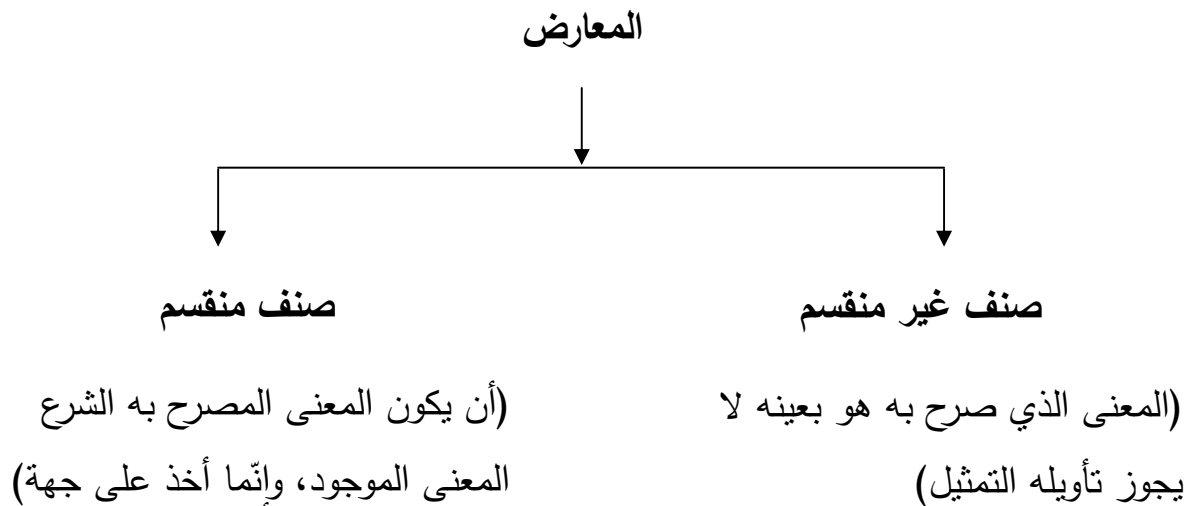 المعارض
صنف غير منقسم
(المعنى الذي صرح به هو بعينه لا
يجوز تأويله التمثيل)
صنف منقسم
(أن يكون المعنى المصرح به الشرع
المعنى الموجود، وإنّما أخذ على جهة)